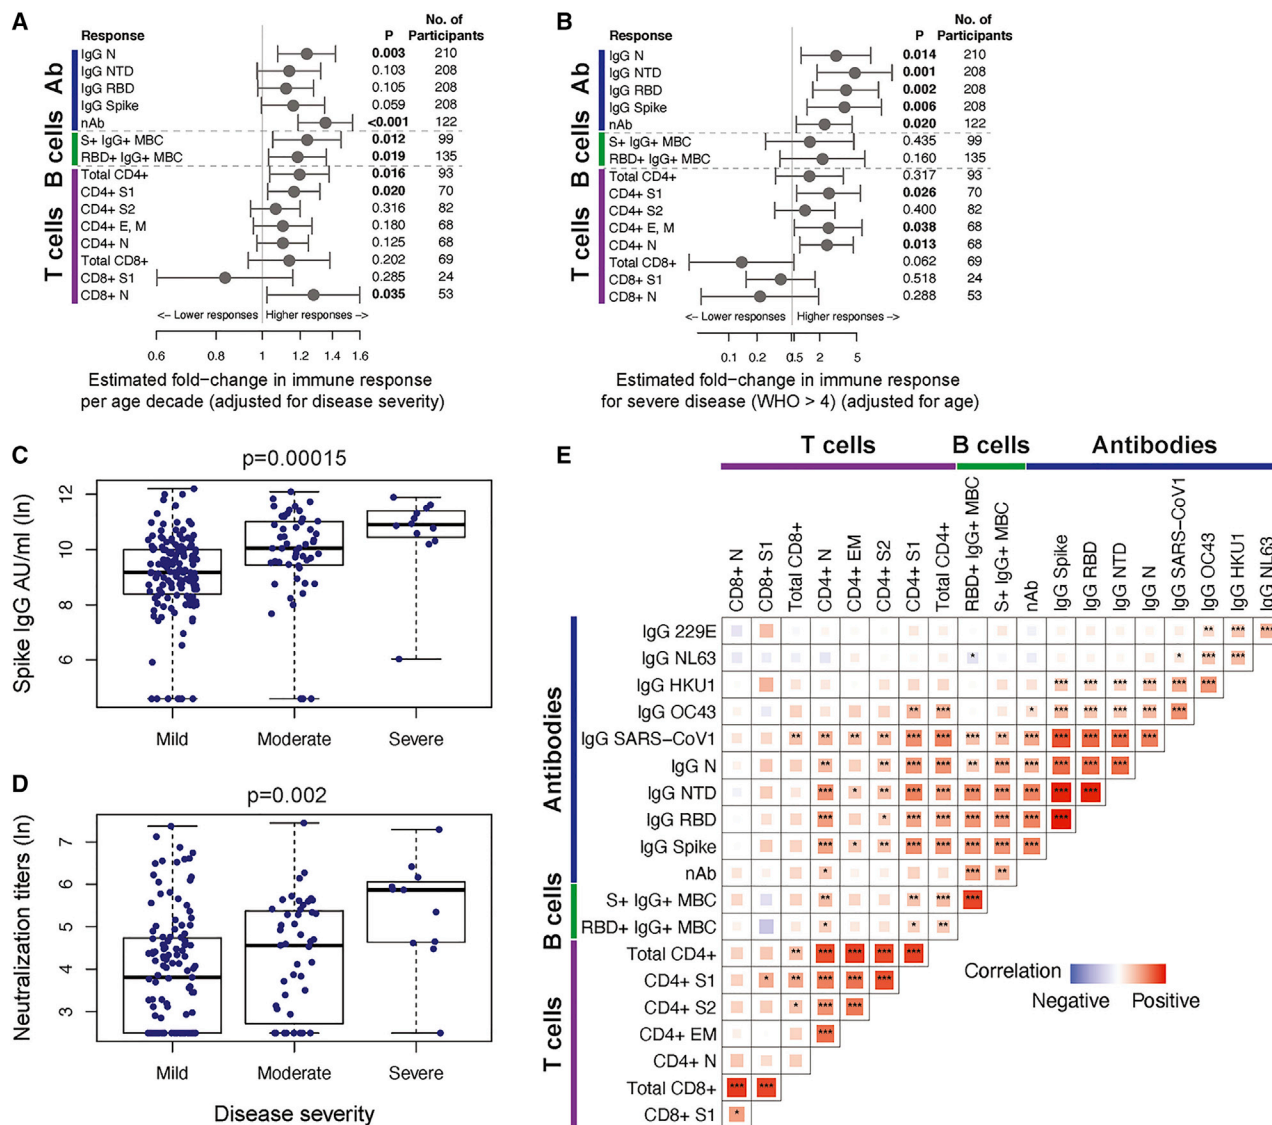 A
Response
P
No. of
Participants
Ab
B cells
T cells
IgG N 0.003 210
IgG NTD 0.103 208
IgG RBD 0.105 208
IgG Spike 0.059 208
nAb <0.001 122
S+ IgG+ MBC 0.012 99
RBD+ IgG+ MBC 0.019 135
Total CD4+ 0.016 93
CD4+ S1 0.020 70
CD4+ S2 0.316 82
CD4+ E, M 0.180 68
CD4+ N 0.125 68
Total CD8+ 0.202 69
CD8+ S1 0.285 24
CD8+ N 0.035 53
<– Lower responses Higher responses –>
0.6 0.8 1 1.2 1.4 1.6
Estimated fold−change in immune response
per age decade (adjusted for disease severity)
B
Response
P
No. of
Participants
Ab
B cells
T cells
IgG N 0.014 210
IgG NTD 0.001 208
IgG RBD 0.002 208
IgG Spike 0.006 208
nAb 0.020 122
S+ IgG+ MBC 0.435 99
RBD+ IgG+ MBC 0.160 135
Total CD4+ 0.317 93
CD4+ S1 0.026 70
CD4+ S2 0.400 82
CD4+ E, M 0.038 68
CD4+ N 0.013 68
Total CD8+ 0.062 69
CD8+ S1 0.518 24
CD8+ N 0.288 53
<– Lower responses Higher responses –>
0.1 0.2 2 5
Estimated fold−change in immune response
for severe disease (WHO > 4) (adjusted for age)
C
p=0.00015
Spike IgG AU/ml (ln)
12
10
8
6
Mild Moderate Severe
D
p=0.002
Neutralization titers (ln)
7
6
5
4
3
Mild Moderate Severe
Disease severity
E
T cells B cells Antibodies
CD8+ N
CD8+ S1
Total CD8+
CD4+ N
CD4+ EM
CD4+ S2
CD4+ S1
Total CD4+
RBD+ IgG+ MBC
S+ IgG+ MBC
nAb
IgG Spike
IgG RBD
IgG NTD
IgG N
IgG SARS−CoV1
IgG OC43
IgG HKU1
IgG NL63
Antibodies
B cells
T cells
IgG 229E ** *** ***
IgG NL63 * * *** ***
IgG HKU1 *** *** *** *** *** ***
IgG OC43 ** *** * *** *** *** *** ***
IgG SARS−CoV1 ** ** ** ** *** *** *** ** *** *** *** *** ***
IgG N ** ** *** *** ** *** *** *** *** ***
IgG NTD *** * ** *** *** *** *** *** *** ***
IgG RBD *** * *** *** *** *** *** ***
IgG Spike *** * ** *** *** *** *** ***
nAb * *** **
S+ IgG+ MBC ** ** *** ***
RBD+ IgG+ MBC * * **
Total CD4+ ** *** *** *** ***
CD4+ S1 * ** *** *** ***
CD4+ S2 * *** ***
CD4+ EM ***
CD4+ N
Total CD8+ *** ***
CD8+ S1 *
Correlation
Negative Positive